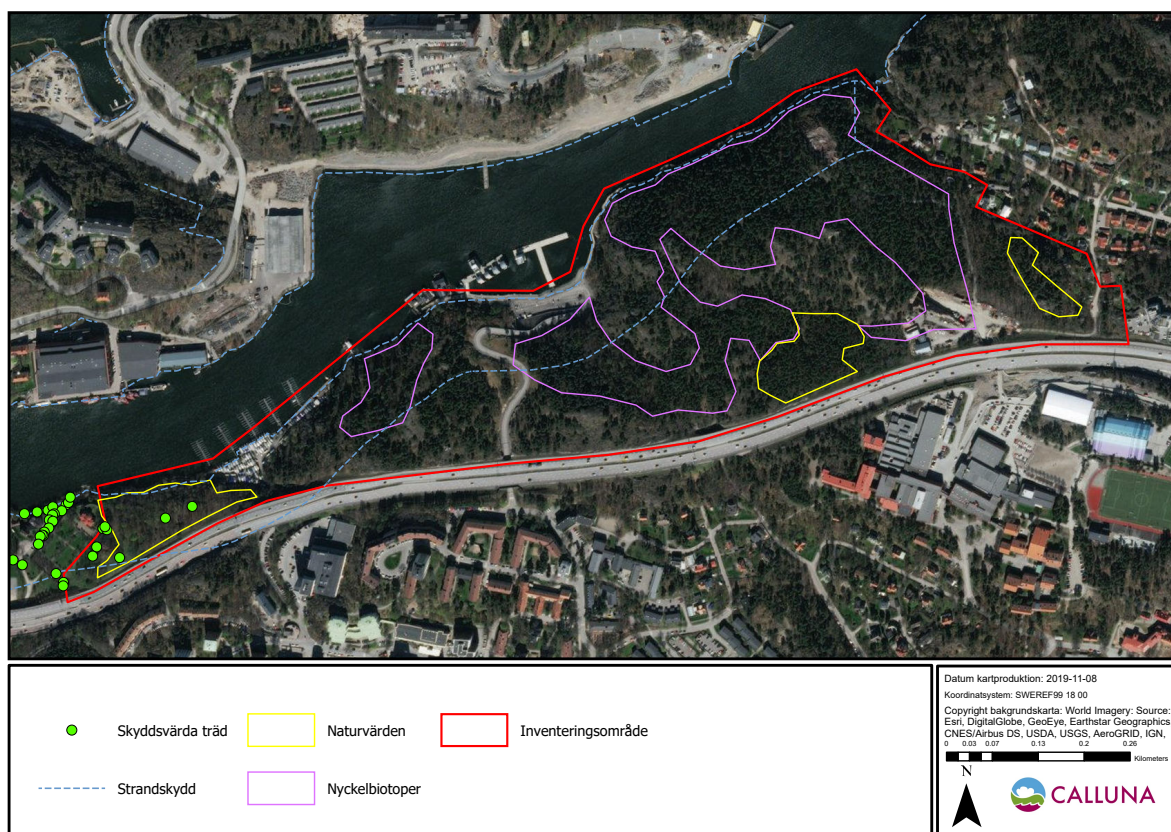 Skyddsvärda träd
Naturvärden
Inventeringsområde
Strandskydd
Nyckelbiotoper
Datum kartproduktion: 2019-11-08
Koordinatsystem: SWEREF99 18 00
Copyright bakgrundskarta: World Imagery: Source:
Esri, DigitalGlobe, GeoEye, Earthstar Geographics
CNES/Airbus DS, USDA, USGS, AeroGRID, IGN,
0 0.03 0.07 0.13 0.2 0.26
Kilometers
N
CALLUNA